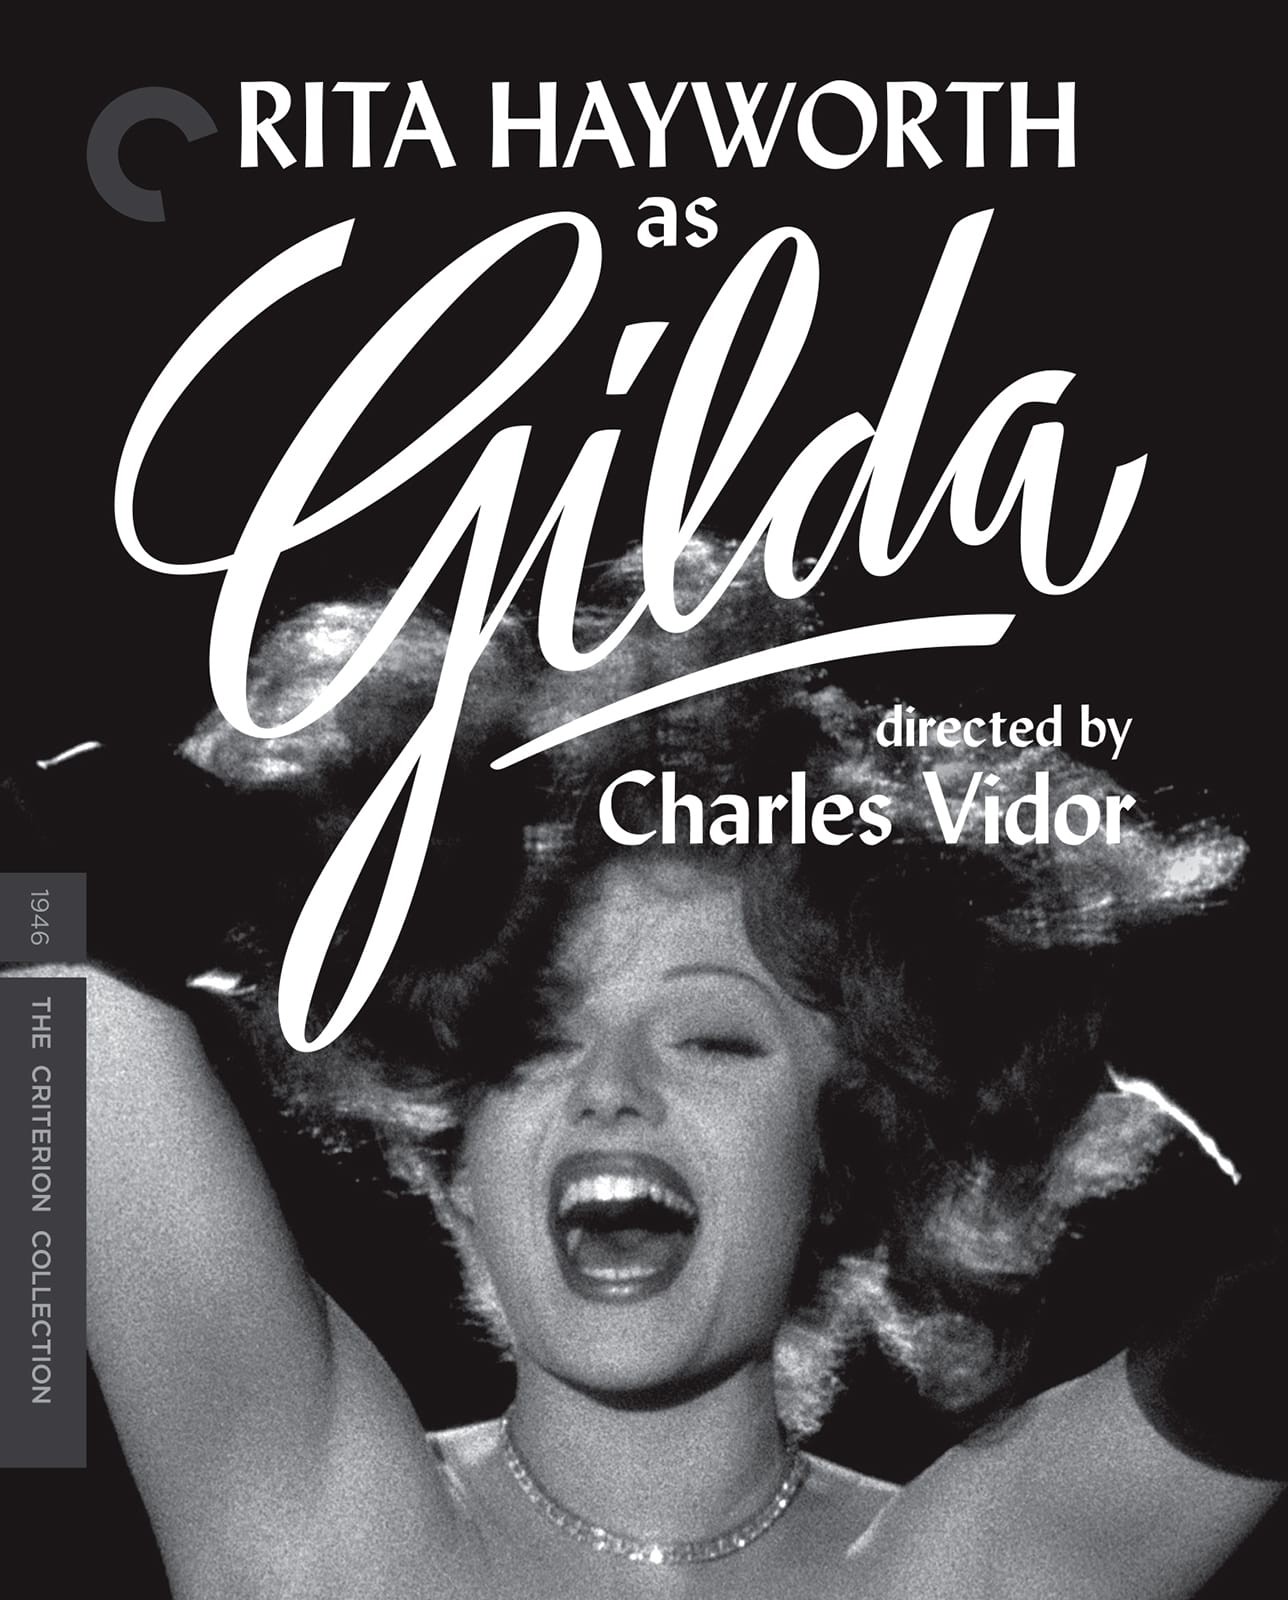 RITA HAYWORTH
as
Gilda
directed by
Charles Vidor
1946
THE CRITERION COLLECTION